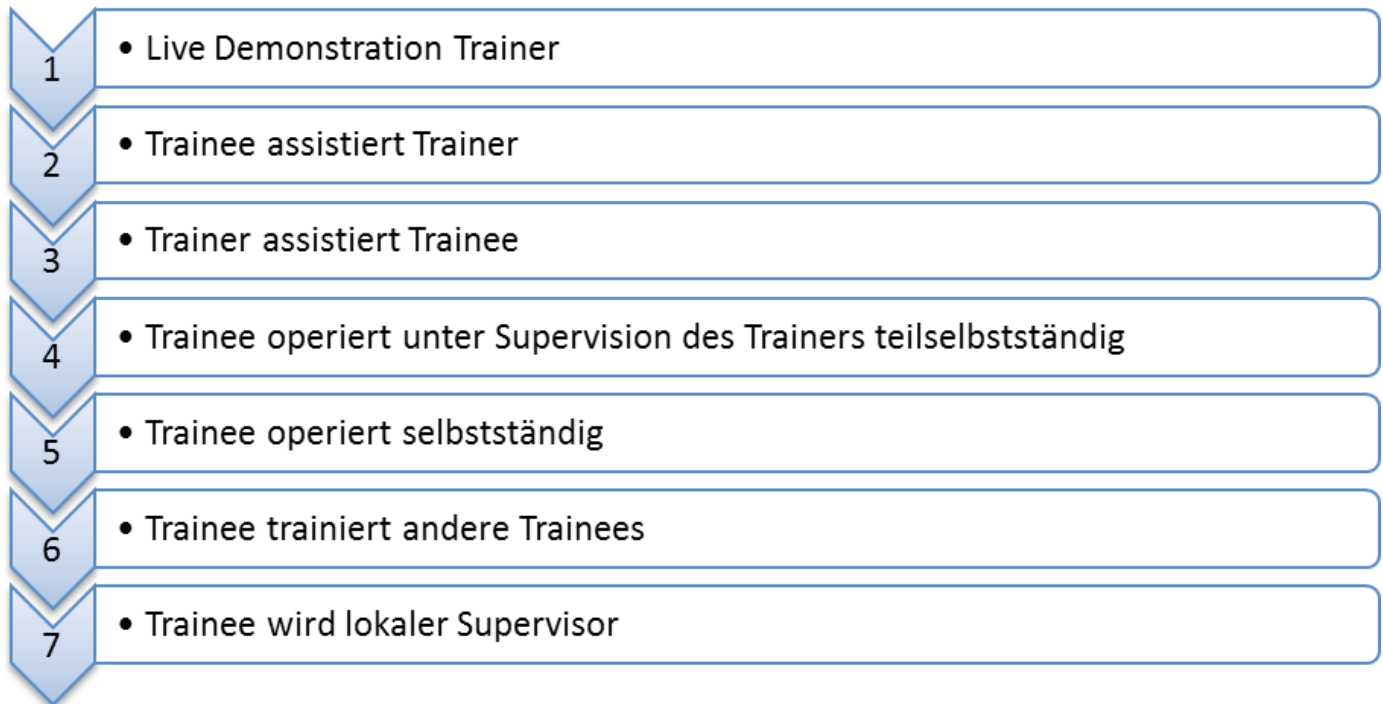 1 • Live Demonstration Trainer
2 • Trainee assistiert Trainer
3 • Trainer assistiert Trainee
4 • Trainee operiert unter Supervision des Trainers teilselbstständig
5 • Trainee operiert selbstständig
6 • Trainee trainiert andere Trainees
7 • Trainee wird lokaler Supervisor